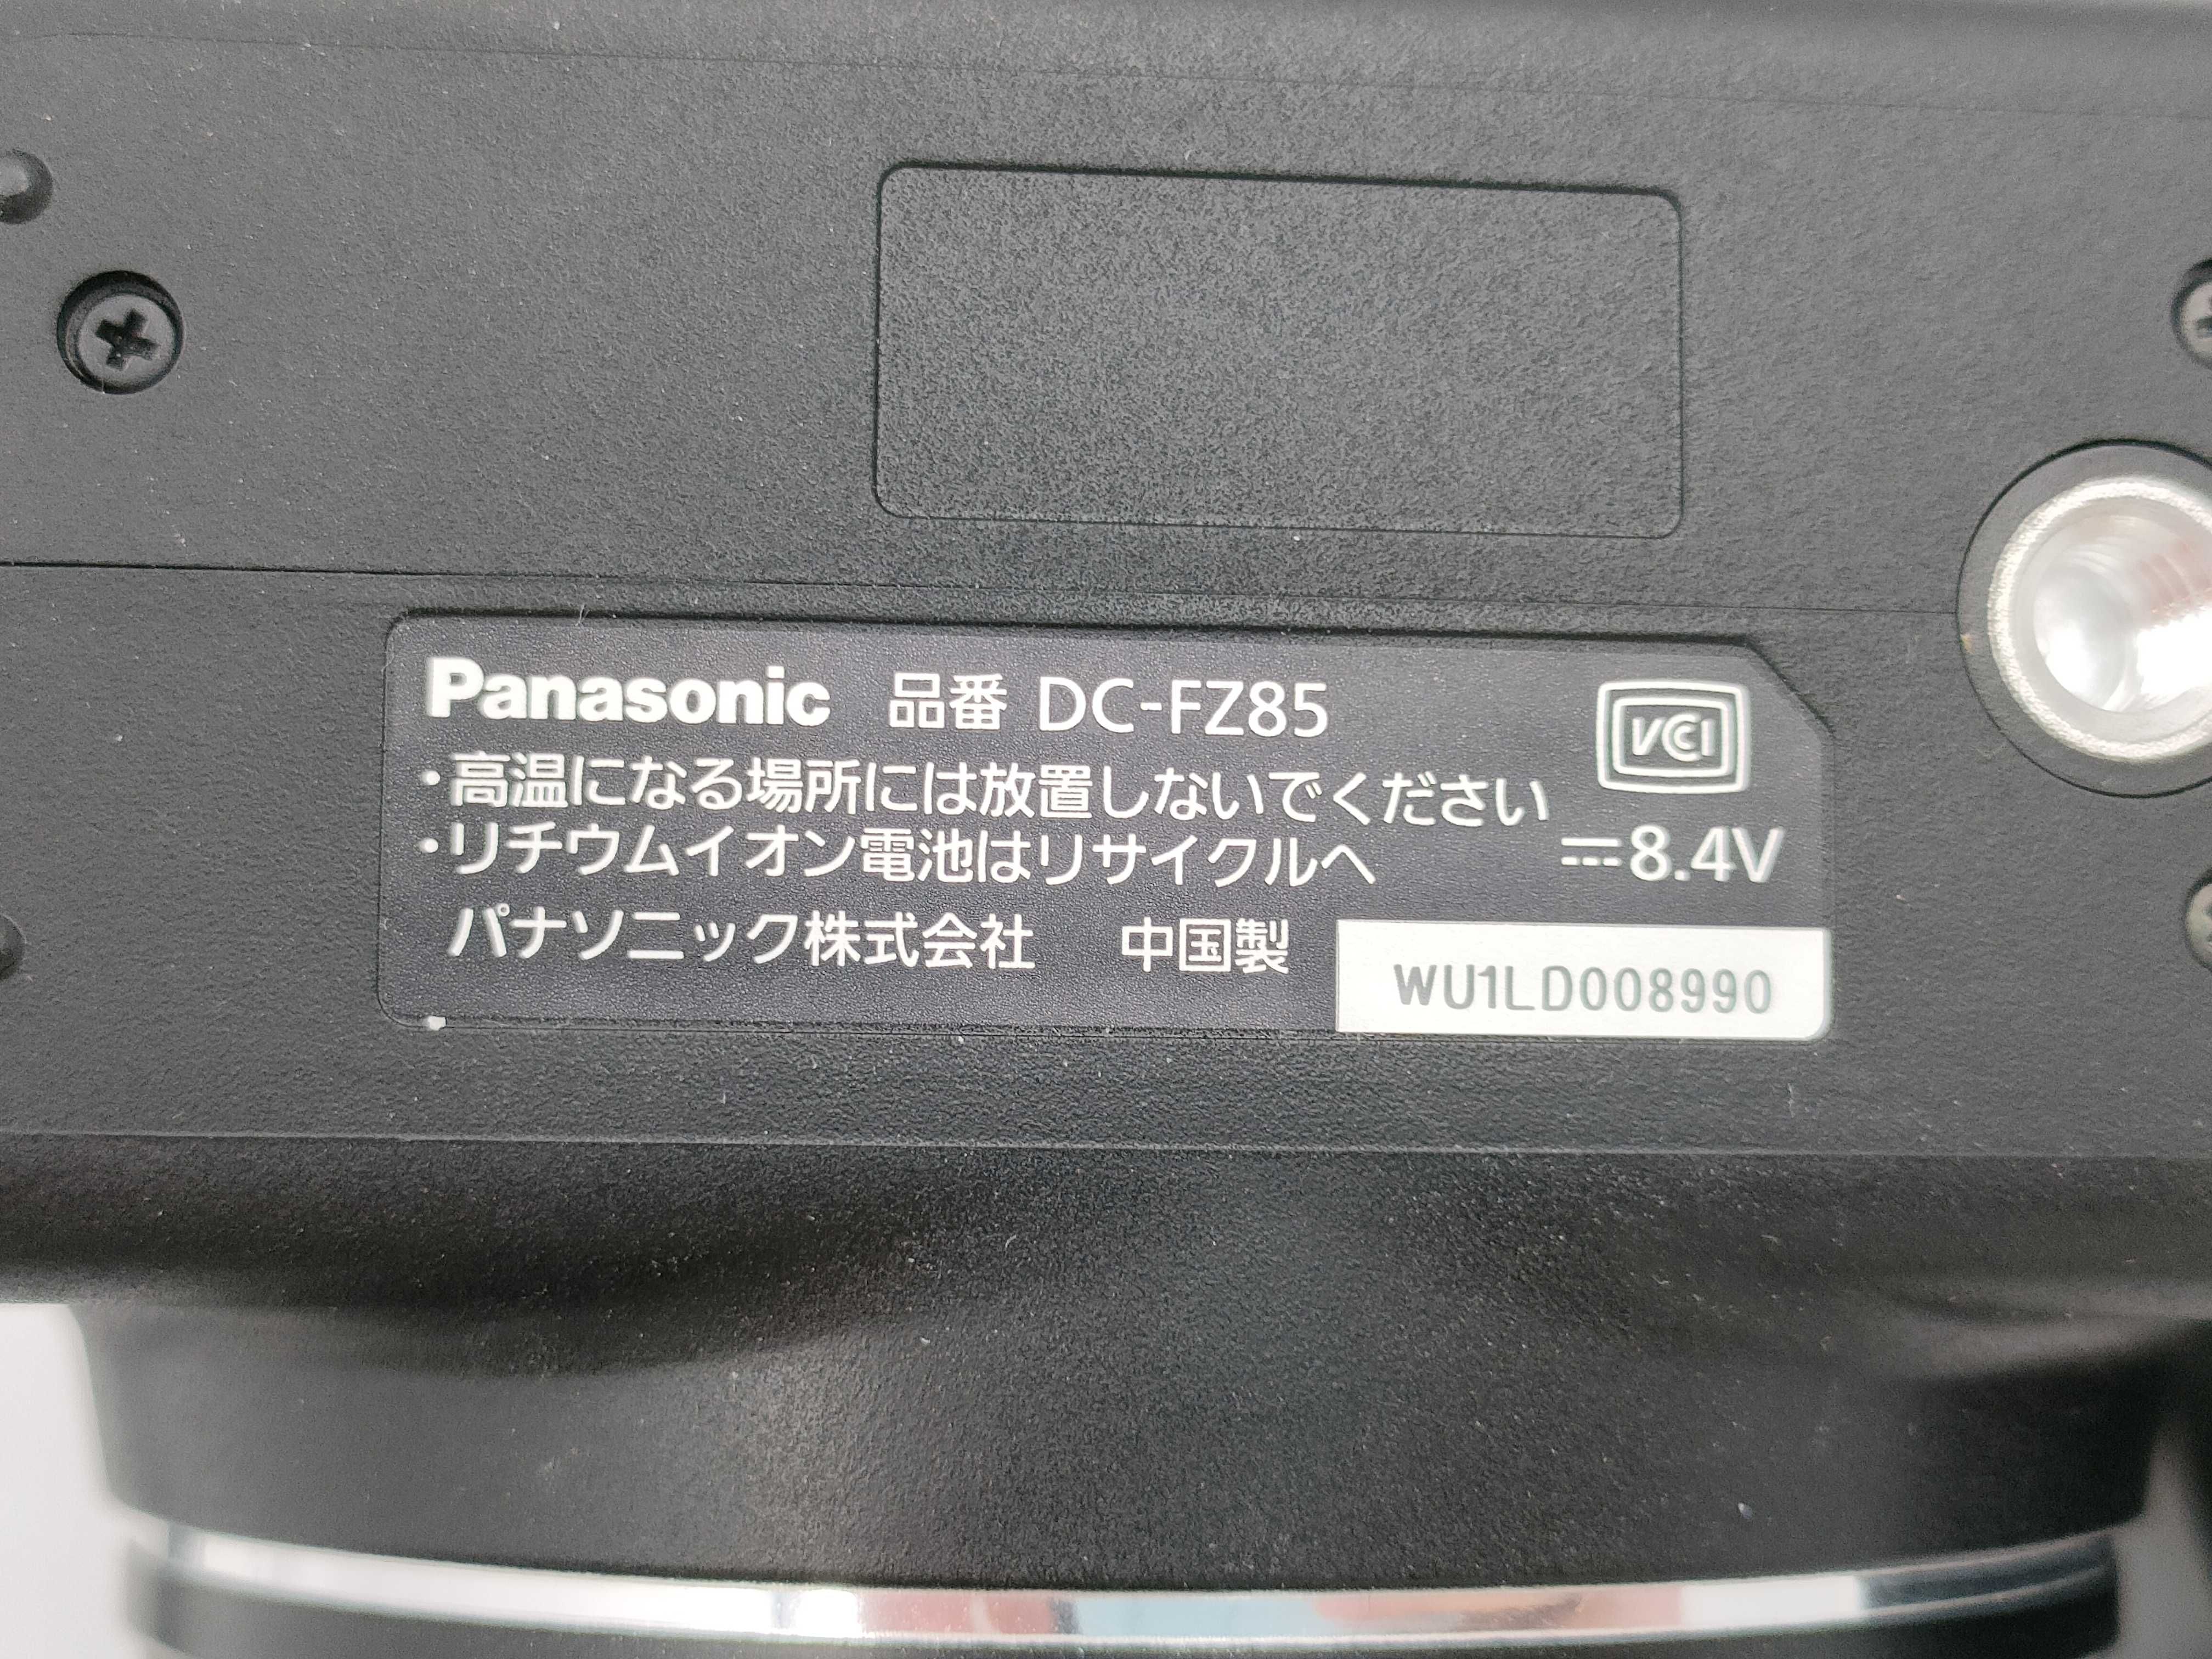 Panasonic 品番 DC-FZ85
VCCI
・高温になる場所には放置しないでください
・リチウムイオン電池はリサイクルへ
⎓8.4V
パナソニック株式会社 中国製
WU1LD008990